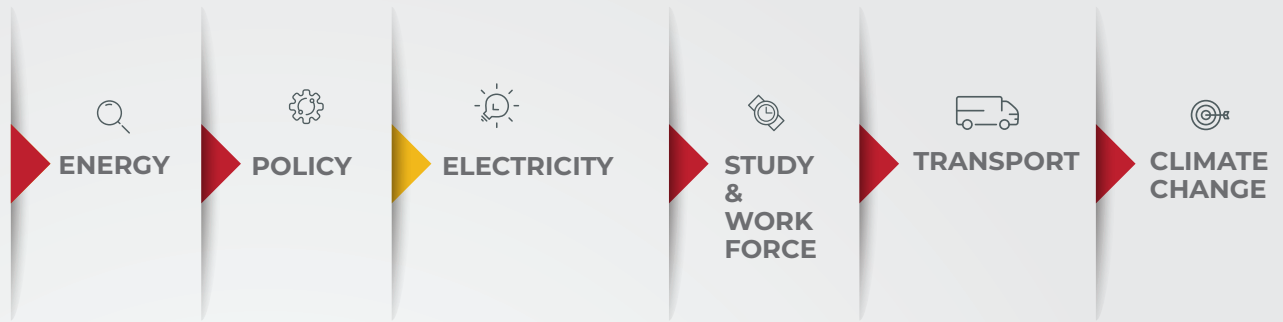 ENERGY
POLICY
ELECTRICITY
STUDY
&
WORK
FORCE
TRANSPORT
CLIMATE
CHANGE